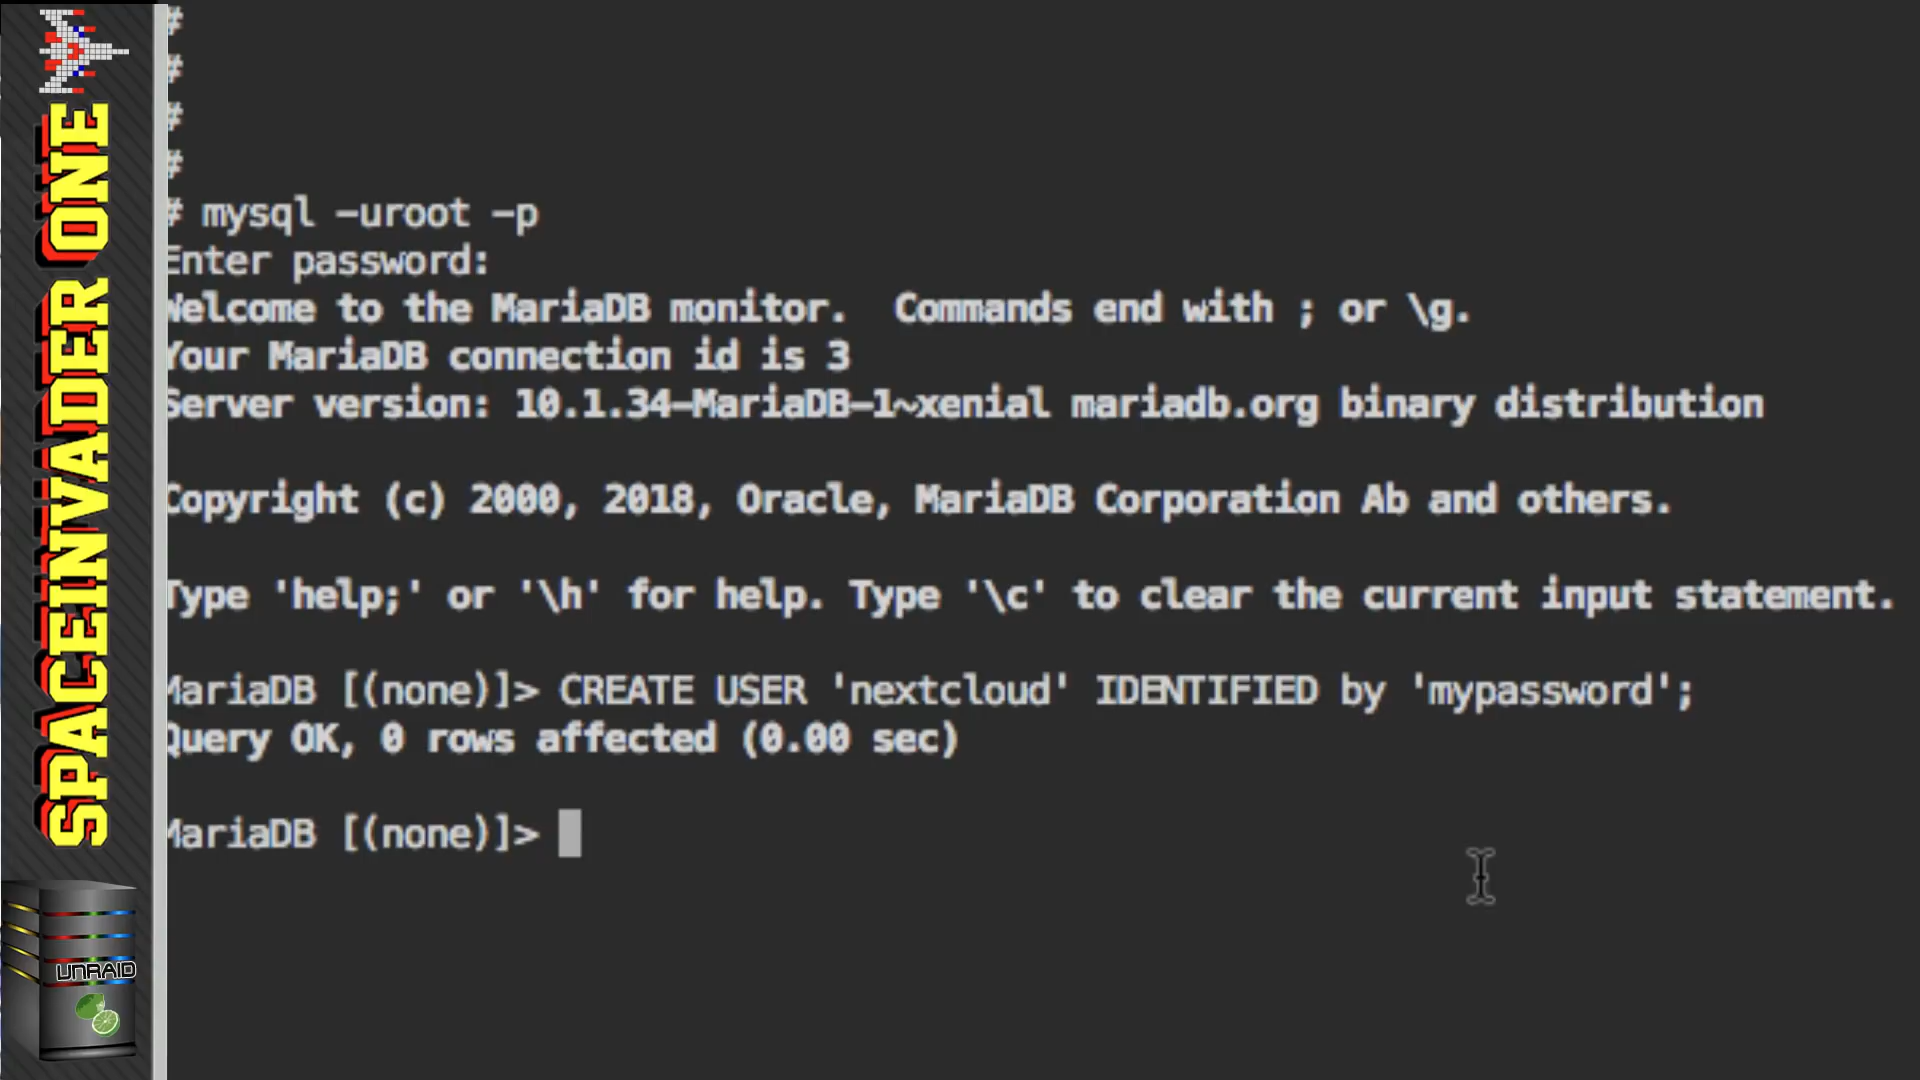 #
#
#
#
# mysql -uroot -p
Enter password:
Welcome to the MariaDB monitor.  Commands end with ; or \g.
Your MariaDB connection id is 3
Server version: 10.1.34-MariaDB-1~xenial mariadb.org binary distribution
Copyright (c) 2000, 2018, Oracle, MariaDB Corporation Ab and others.
Type 'help;' or '\h' for help. Type '\c' to clear the current input statement.
MariaDB [(none)]> CREATE USER 'nextcloud' IDENTIFIED by 'mypassword';
Query OK, 0 rows affected (0.00 sec)
MariaDB [(none)]>
SPACEINVADER ONE
UNRAID